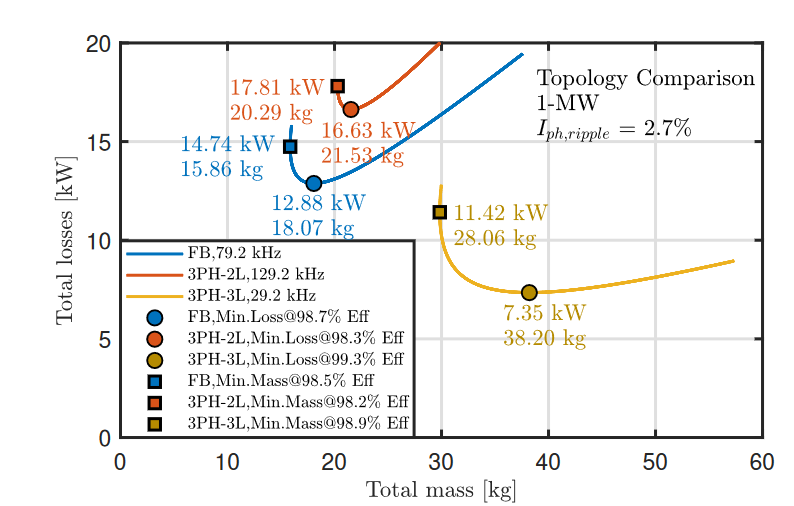 20
15
10
5
0
0
10
20
30
40
50
60
Total losses [kW]
Total mass [kg]
Topology Comparison
1-MW
I_{ph,ripple} = 2.7%
17.81 kW
20.29 kg
16.63 kW
21.53 kg
14.74 kW
15.86 kg
12.88 kW
18.07 kg
11.42 kW
28.06 kg
7.35 kW
38.20 kg
FB,79.2 kHz
3PH-2L,129.2 kHz
3PH-3L,29.2 kHz
FB,Min.Loss@98.7% Eff
3PH-2L,Min.Loss@98.3% Eff
3PH-3L,Min.Loss@99.3% Eff
FB,Min.Mass@98.5% Eff
3PH-2L,Min.Mass@98.2% Eff
3PH-3L,Min.Mass@98.9% Eff